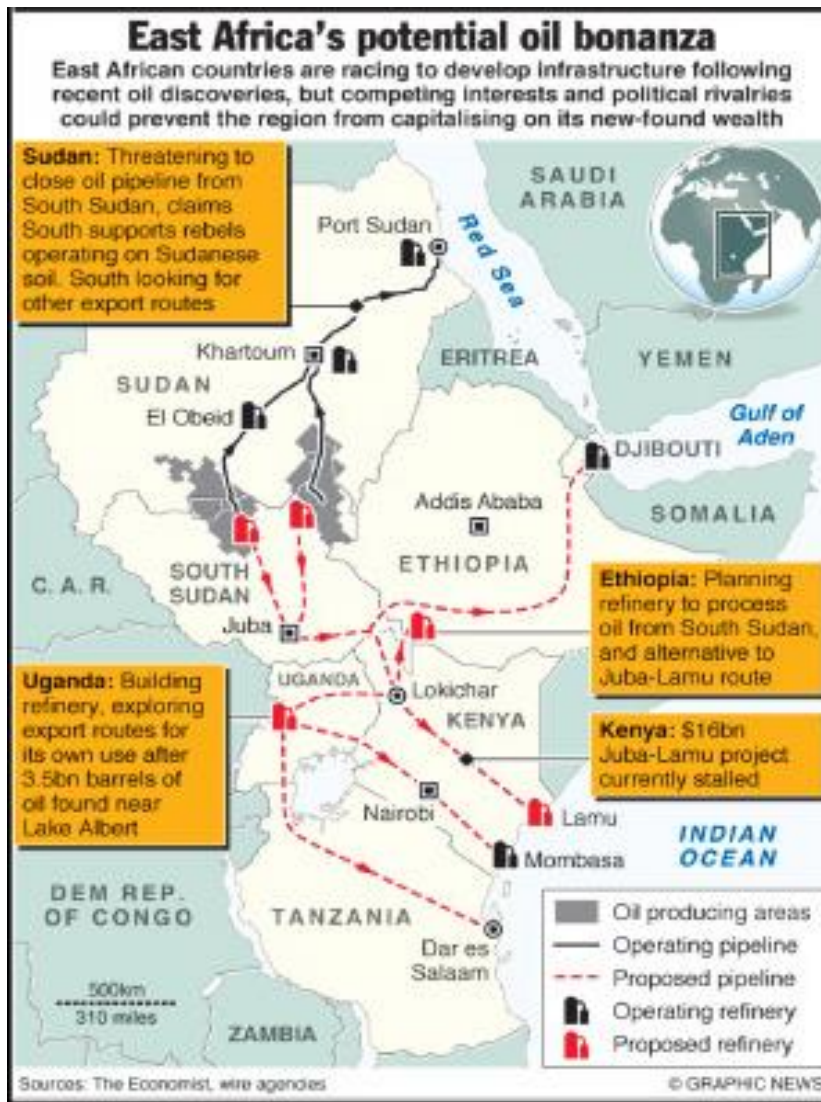 East Africa's potential oil bonanza
East African countries are racing to develop infrastructure following
recent oil discoveries, but competing interests and political rivalries
could prevent the region from capitalising on its new-found wealth
Sudan: Threatening to
close oil pipeline from
South Sudan, claims
South supports rebels
operating on Sudanese
soil. South looking for
other export routes
SAUDI
ARABIA
Port Sudan
Red Sea
Khartoum
ERITREA
YEMEN
SUDAN
El Obeid
Gulf of
Aden
DJIBOUTI
Addis Ababa
SOMALIA
ETHIOPIA
C. A. R.
SOUTH
SUDAN
Ethiopia: Planning
refinery to process
oil from South Sudan,
and alternative to
Juba-Lamu route
Juba
Uganda: Building
refinery, exploring
export routes for
its own use after
3.5bn barrels of
oil found near
Lake Albert
UGANDA
Lokichar
KENYA
Kenya: $16bn
Juba-Lamu project
currently stalled
Nairobi
Lamu
Mombasa
INDIAN
OCEAN
DEM REP.
OF CONGO
TANZANIA
Dar es
Salaam
Oil producing areas
Operating pipeline
Proposed pipeline
Operating refinery
Proposed refinery
500km
310 miles
ZAMBIA
Sources: The Economist, wire agencies
© GRAPHIC NEWS